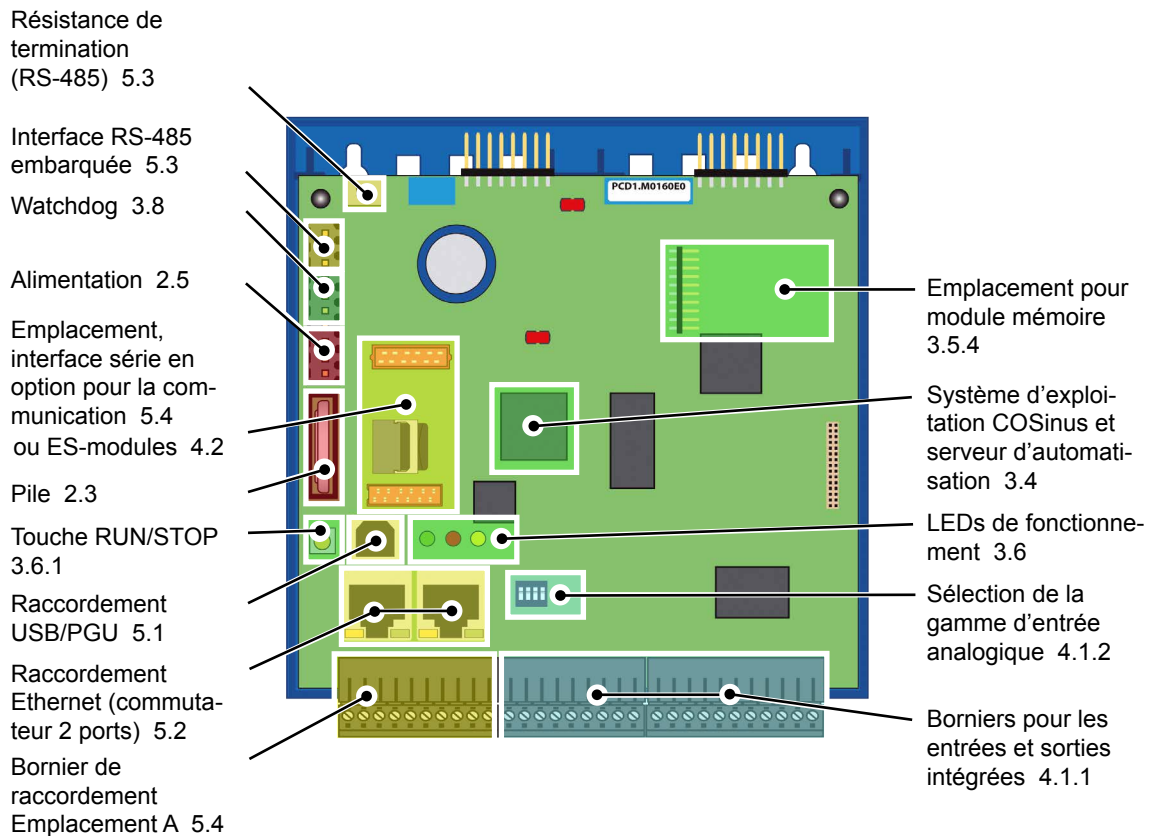 Résistance de
termination
(RS-485) 5.3
Interface RS-485
embarquée 5.3
Watchdog 3.8
Alimentation 2.5
Emplacement,
interface série en
option pour la com-
munication 5.4
ou ES-modules 4.2
Pile 2.3
Touche RUN/STOP
3.6.1
Raccordement
USB/PGU 5.1
Raccordement
Ethernet (commuta-
teur 2 ports) 5.2
Bornier de
raccordement
Emplacement A 5.4
PCD1.M0160E0
Emplacement pour
module mémoire
3.5.4
Système d’exploi-
tation COSinus et
serveur d’automati-
sation 3.4
LEDs de fonctionne-
ment 3.6
Sélection de la
gamme d’entrée
analogique 4.1.2
Borniers pour les
entrées et sorties
intégrées 4.1.1